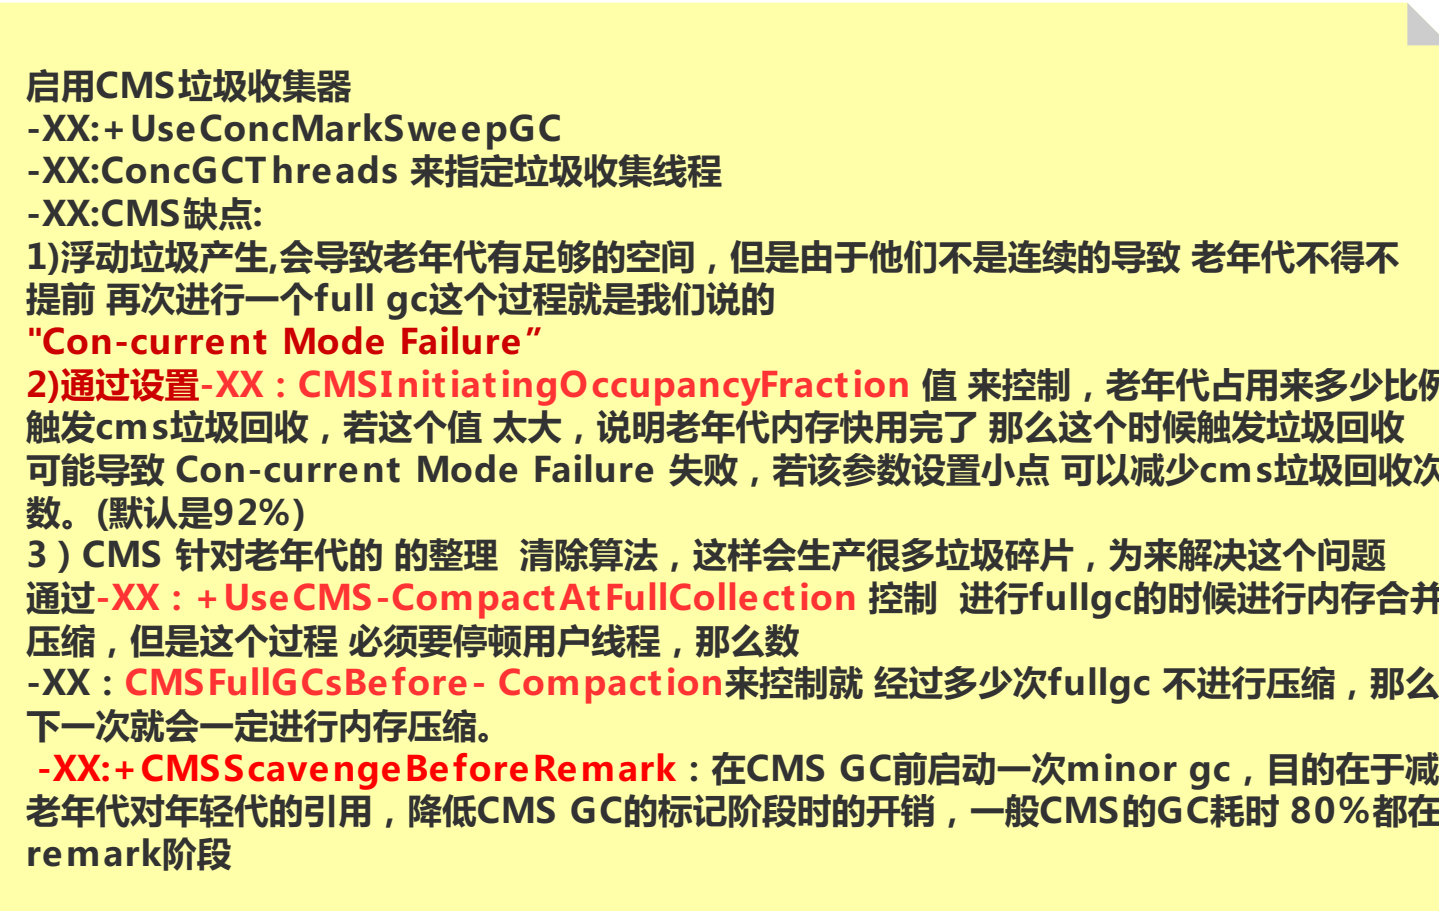 启用CMS垃圾收集器
-XX:+UseConcMarkSweepGC
-XX:ConcGCThreads 来指定垃圾收集线程
-XX:CMS缺点:
1)浮动垃圾产生,会导致老年代有足够的空间，但是由于他们不是连续的导致 老年代不得不
提前 再次进行一个full gc这个过程就是我们说的
"Con-current Mode Failure”
2)通过设置-XX：CMSInitiatingOccupancyFraction 值 来控制，老年代占用来多少比例
触发cms垃圾回收，若这个值 太大，说明老年代内存快用完了 那么这个时候触发垃圾回收
可能导致 Con-current Mode Failure 失败，若该参数设置小点 可以减少cms垃圾回收次
数。(默认是92%)
3）CMS 针对老年代的 的整理  清除算法，这样会生产很多垃圾碎片，为来解决这个问题
通过-XX：+UseCMS-CompactAtFullCollection 控制  进行fullgc的时候进行内存合并
压缩，但是这个过程 必须要停顿用户线程，那么数
-XX：CMSFullGCsBefore- Compaction来控制就 经过多少次fullgc 不进行压缩，那么
下一次就会一定进行内存压缩。
-XX:+CMSScavengeBeforeRemark：在CMS GC前启动一次minor gc，目的在于减
老年代对年轻代的引用，降低CMS GC的标记阶段时的开销，一般CMS的GC耗时 80%都在
remark阶段